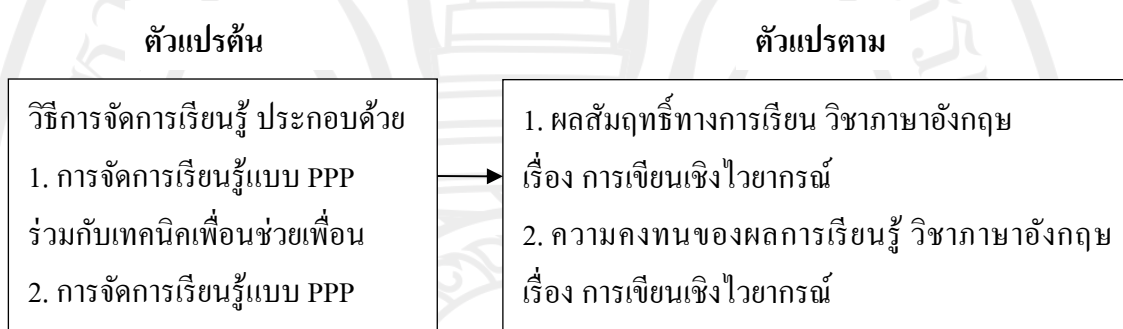 ตัวแปรต้น
วิธีการจัดการเรียนรู้ ประกอบด้วย
1. การจัดการเรียนรู้แบบ PPP
ร่วมกับเทคนิคเพื่อนช่วยเพื่อน
2. การจัดการเรียนรู้แบบ PPP
ตัวแปรตาม
1. ผลสัมฤทธิ์ทางการเรียน วิชาภาษาอังกฤษ
เรื่อง การเขียนเชิงไวยากรณ์
2. ความคงทนของผลการเรียนรู้ วิชาภาษาอังกฤษ
เรื่อง การเขียนเชิงไวยากรณ์